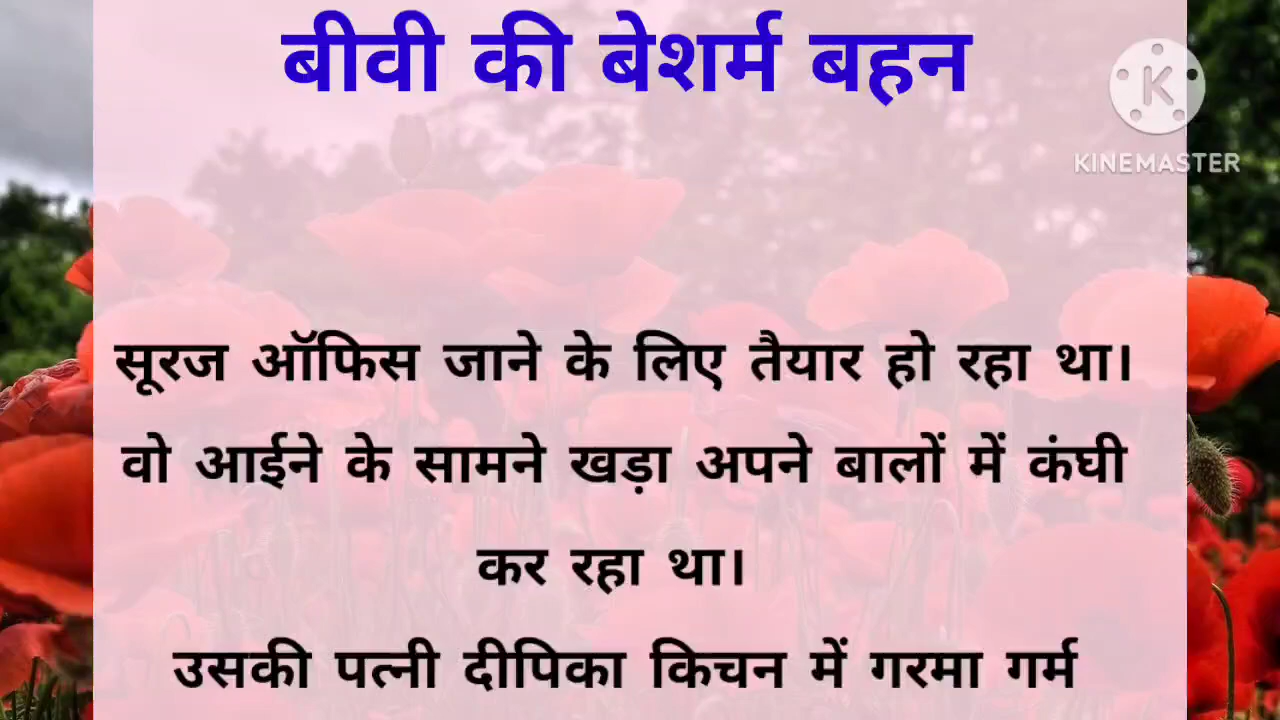 बीवी की बेशर्म बहन
K
KINEMASTER
सूरज ऑफिस जाने के लिए तैयार हो रहा था।
वो आईने के सामने खड़ा अपने बालों में कंघी
कर रहा था।
उसकी पत्नी दीपिका किचन में गरमा गर्म